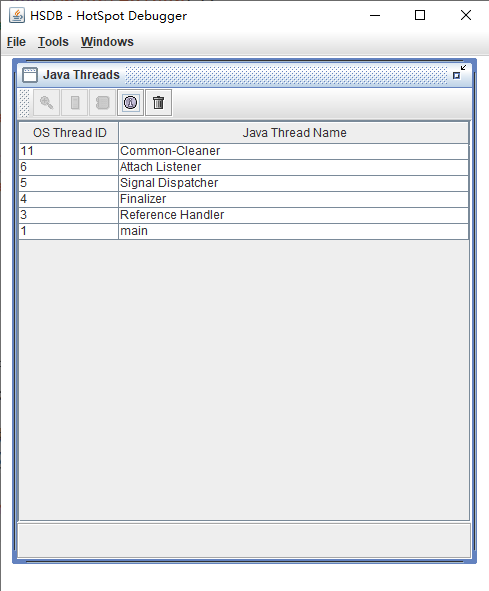 HSDB - HotSpot Debugger
File Tools Windows
Java Threads
OS Thread ID Java Thread Name
11 Common-Cleaner
6 Attach Listener
5 Signal Dispatcher
4 Finalizer
3 Reference Handler
1 main